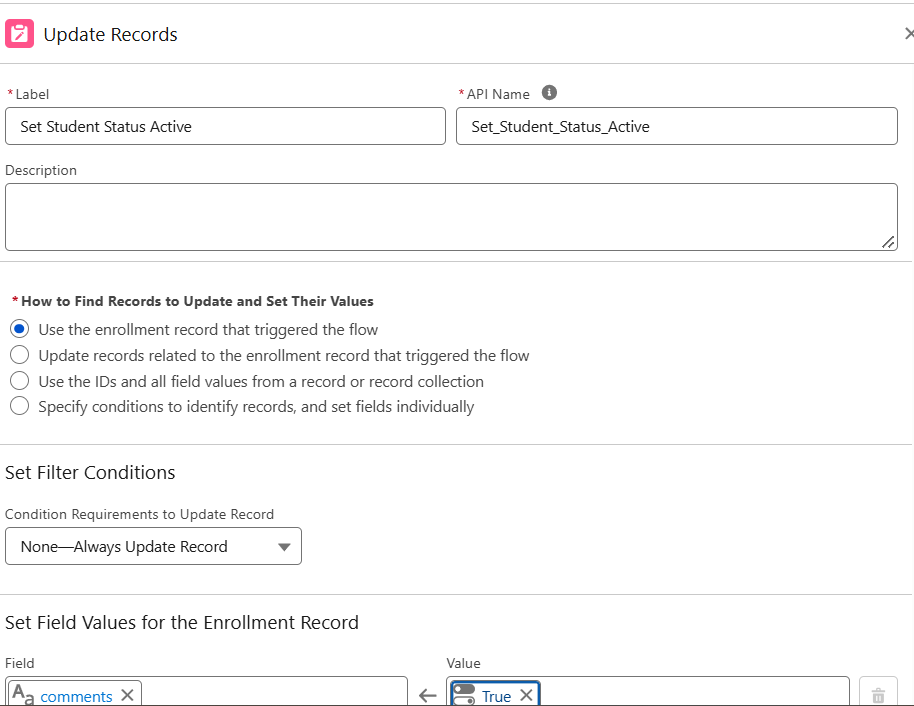 Update Records
* Label
* API Name
Set Student Status Active
Set_Student_Status_Active
Description
* How to Find Records to Update and Set Their Values
Use the enrollment record that triggered the flow
Update records related to the enrollment record that triggered the flow
Use the IDs and all field values from a record or record collection
Specify conditions to identify records, and set fields individually
Set Filter Conditions
Condition Requirements to Update Record
None—Always Update Record
Set Field Values for the Enrollment Record
Field
Value
Aa comments
True